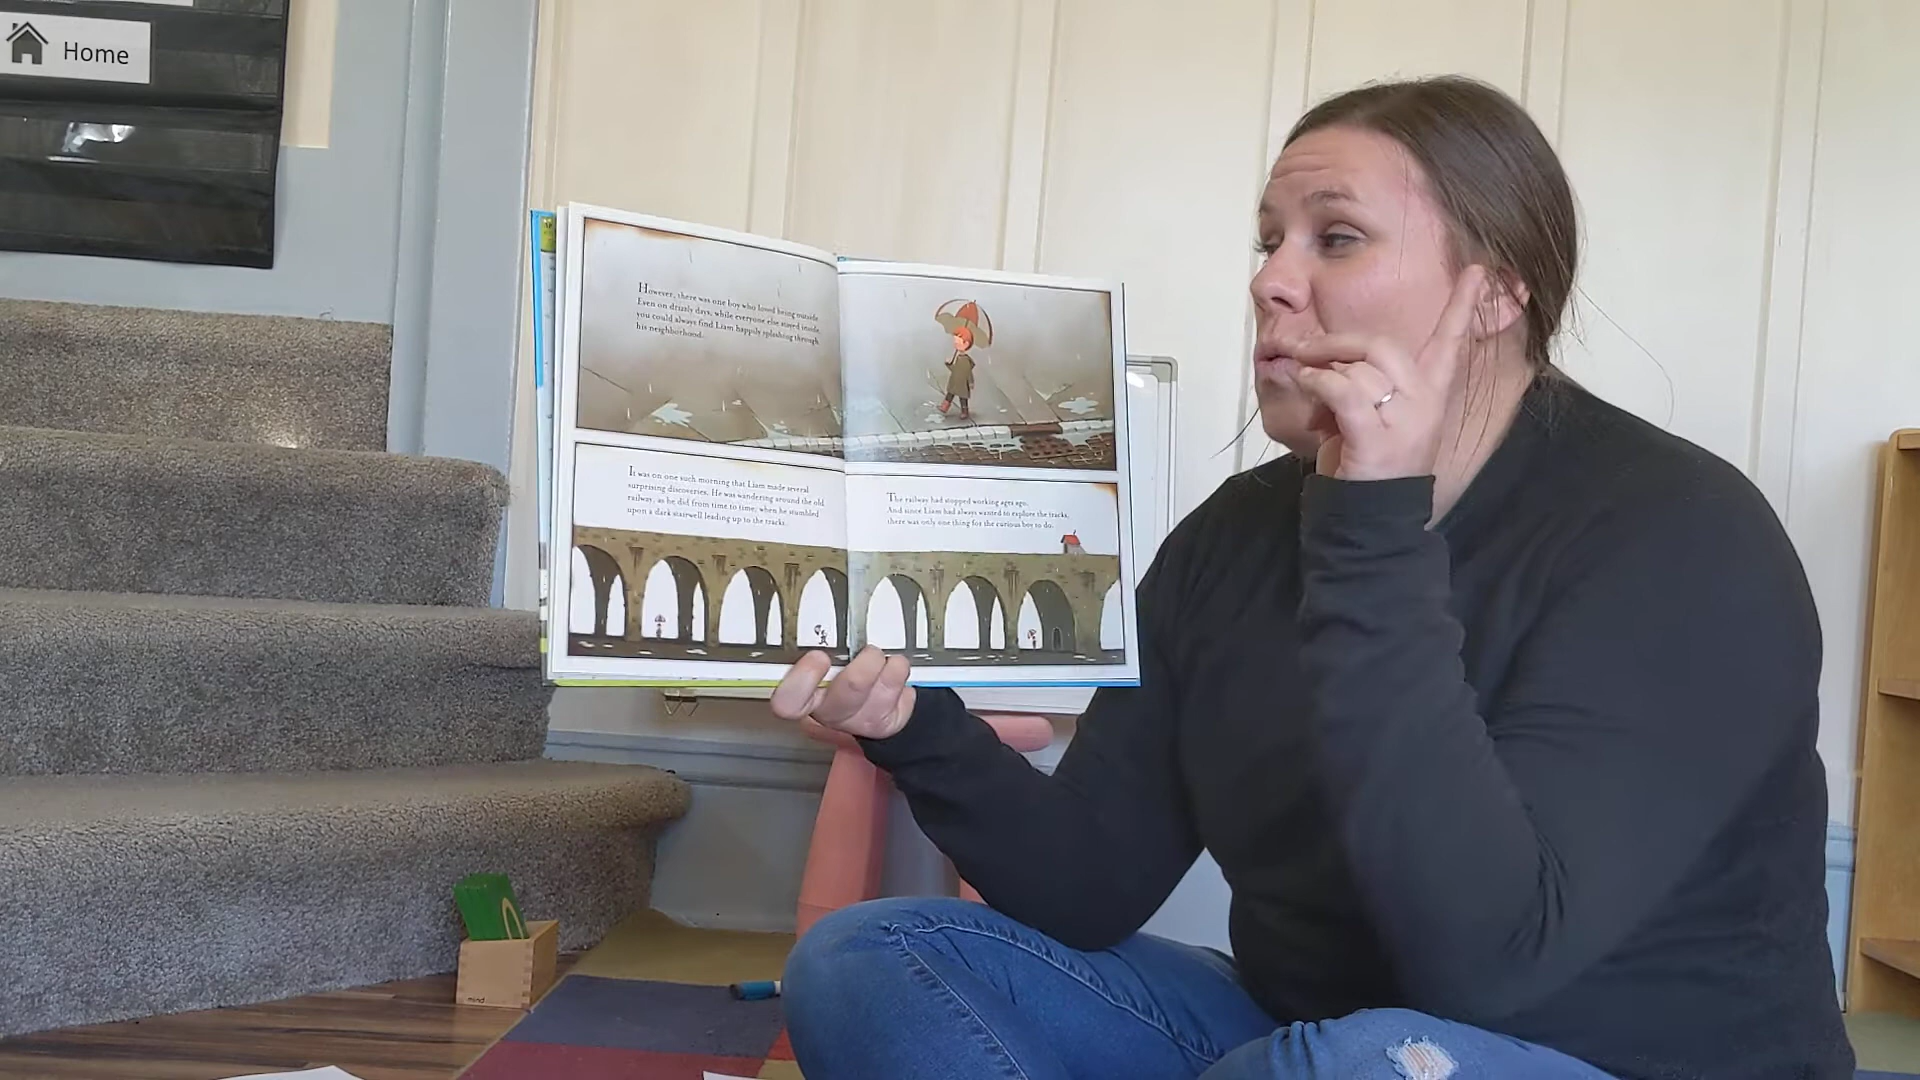 Home
However, there was one boy who loved being outside.
Even on drizzly days, while everyone else stayed inside,
you could always find Liam happily splashing through
his neighborhood.
It was on one such morning that Liam made several
surprising discoveries. He was wandering around the old
railway, as he did from time to time, when he stumbled
upon a dark stairwell leading up to the tracks.
The railway had stopped working ages ago.
And since Liam had always wanted to explore the tracks,
there was only one thing for the curious boy to do.
mind